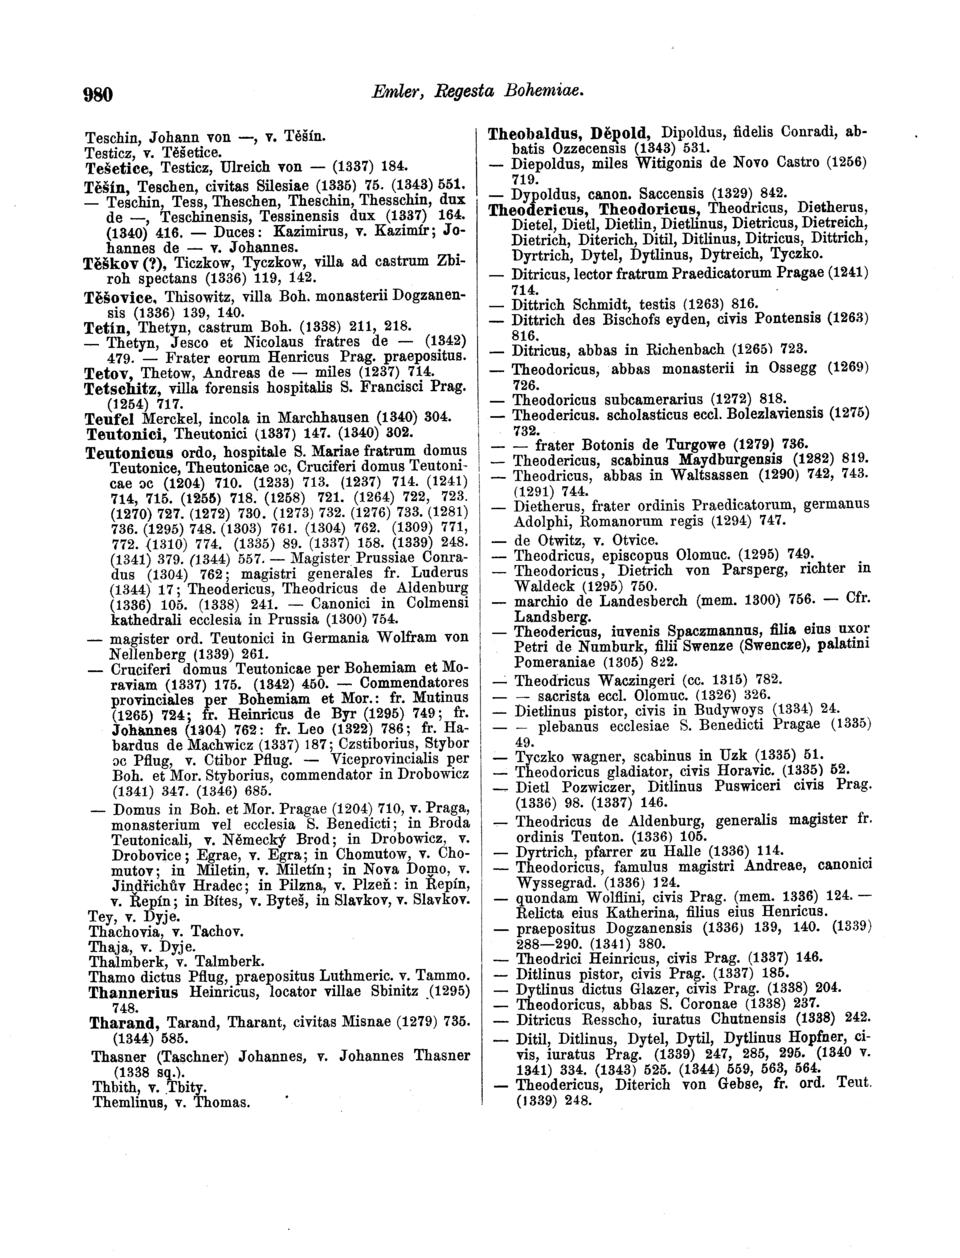 980
Emler, Regesta Bohemiae.
Teschin, Johann von —, v. Těšín.
Testicz, v. Těšetice.
Tešetice, Testicz, Ulreich von — (1337) 184.
Těšín, Teschen, civitas Silesiae (1335) 75. (1343) 551.
— Teschin, Tess, Theschen, Theschin, Thesschin, dux
de —, Teschinensis, Tessinensis dux (1337) 164.
(1340) 416. — Duces: Kazimirus, v. Kazimír; Jo-
hannes de — v. Johannes.
Těškov (?), Ticzkow, Tyczkow, villa ad castrum Zbi-
roh spectans (1336) 119, 142.
Těšovice, Thisowitz, villa Boh. monasterii Dogzanen-
sis (1336) 139, 140.
Tetín, Thetyn, castrum Boh. (1338) 211, 218.
— Thetyn, Jesco et Nicolaus fratres de — (1342)
479. — Frater eorum Henricus Prag. praepositus.
Tetov, Thetow, Andreas de — miles (1237) 714.
Tetschitz, villa forensis hospitalis S. Francisci Prag.
(1254) 717.
Teufel Merckel, incola in Marchhausen (1340) 304.
Teutonici, Theutonici (1337) 147. (1340) 302.
Teutonicus ordo, hospitale S. Mariae fratrum domus
Teutonice, Theutonicae ɔc, Cruciferi domus Teutoni-
cae ɔc (1204) 710. (1233) 713. (1237) 714. (1241)
714, 715. (1255) 718. (1258) 721. (1264) 722, 723.
(1270) 727. (1272) 730. (1273) 732. (1276) 733. (1281)
736. (1295) 748. (1303) 761. (1304) 762. (1309) 771,
772. (1310) 774. (1335) 89. (1337) 158. (1339) 248.
(1341) 379. (1344) 557. — Magister Prussiae Conra-
dus (1304) 762; magistri generales fr. Luderus
(1344) 17; Theodericus, Theodricus de Aldenburg
(1336) 105. (1338) 241. — Canonici in Colmensi
kathedrali ecclesia in Prussia (1300) 754.
— magister ord. Teutonici in Germania Wolfram von
Nellenberg (1339) 261.
— Cruciferi domus Teutonicae per Bohemiam et Mo-
raviam (1337) 175. (1342) 450. — Commendatores
provinciales per Bohemiam et Mor.: fr. Mutinus
(1265) 724; fr. Heinricus de Byr (1295) 749; fr.
Johannes (1304) 762: fr. Leo (1322) 786; fr. Ha-
bardus de Machwicz (1337) 187; Czstiborius, Stybor
ɔc Pflug, v. Ctibor Pflug. — Viceprovincialis per
Boh. et Mor. Styborius, commendator in Drobowicz
(1341) 347. (1346) 685.
— Domus in Boh. et Mor. Pragae (1204) 710, v. Praga,
monasterium vel ecclesia S. Benedicti; in Broda
Teutonicali, v. Německý Brod; in Drobowicz, v.
Drobovice; Egrae, v. Egra; in Chomutow, v. Cho-
mutov; in Miletin, v. Miletín; in Nova Domo, v.
Jindřichův Hradec; in Pilzna, v. Plzeň: in Řepín,
v. Řepín; in Bítes, v. Byteš, in Slavkov, v. Slavkov.
Tey, v. Dyje.
Thachovia, v. Tachov.
Thaja, v. Dyje.
Thalmberk, v. Talmberk.
Thamo dictus Pflug, praepositus Luthmeric. v. Tammo.
Thannerius Heinricus, locator villae Sbinitz (1295)
748.
Tharand, Tarand, Tharant, civitas Misnae (1279) 735.
(1344) 585.
Thasner (Taschner) Johannes, v. Johannes Thasner
(1338 sq.).
Thbith, v. Tbity.
Themlinus, v. Thomas.
Theobaldus, Děpold, Dipoldus, fidelis Conradi, ab-
batis Ozzecensis (1343) 531.
— Diepoldus, miles Witigonis de Novo Castro (1256)
719.
— Dypoldus, canon. Saccensis (1329) 842.
Theodericus, Theodoricus, Theodricus, Dietherus,
Dietel, Dietl, Dietlin, Dietlinus, Dietricus, Dietreich,
Dietrich, Diterich, Ditil, Ditlinus, Ditricus, Dittrich,
Dyrtrich, Dytel, Dytlinus, Dytreich, Tyczko.
— Ditricus, lector fratrum Praedicatorum Pragae (1241)
714.
— Dittrich Schmidt, testis (1263) 816.
— Dittrich des Bischofs eyden, civis Pontensis (1263)
816.
— Ditricus, abbas in Richenbach (1265) 723.
— Theodoricus, abbas monasterii in Ossegg (1269)
726.
— Theodoricus subcamerarius (1272) 818.
— Theodericus. scholasticus eccl. Bolezlaviensis (1275)
732.
— — frater Botonis de Turgowe (1279) 736.
— Theodericus, scabinus Maydburgensis (1282) 819.
— Theodricus, abbas in Waltsassen (1290) 742, 743.
(1291) 744.
— Dietherus, frater ordinis Praedicatorum, germanus
Adolphi, Romanorum regis (1294) 747.
— de Otwitz, v. Otvice.
— Theodricus, episcopus Olomuc. (1295) 749.
— Theodoricus, Dietrich von Parsperg, richter in
Waldeck (1295) 750.
— marchio de Landesberch (mem. 1300) 756. — Cfr.
Landsberg.
— Theodericus, iuvenis Spaczmannus, filia eius uxor
Petri de Numburk, filii Swenze (Swencze), palatini
Pomeraniae (1305) 822.
— Theodricus Waczingeri (cc. 1315) 782.
— — sacrista eccl. Olomuc. (1326) 326.
— Dietlinus pistor, civis in Budywoys (1334) 24.
— — plebanus ecclesiae S. Benedicti Pragae (1335)
49.
— Tyczko wagner, scabinus in Uzk (1335) 51.
— Theodoricus gladiator, civis Horavic. (1335) 52.
— Dietl Pozwiczer, Ditlinus Puswiceri civis Prag.
(1336) 98. (1337) 146.
— Theodricus de Aldenburg, generalis magister fr.
ordinis Teuton. (1336) 105.
— Dyrtrich, pfarrer zu Halle (1336) 114.
— Theodoricus, famulus magistri Andreae, canonici
Wyssegrad. (1336) 124.
— quondam Wolflini, civis Prag. (mem. 1336) 124. —
Relicta eius Katherina, filius eius Henricus.
— praepositus Dogzanensis (1336) 139, 140. (1339)
288—290. (1341) 380.
— Theodrici Heinricus, civis Prag. (1337) 146.
— Ditlinus pistor, civis Prag. (1337) 185.
— Dytlinus dictus Glazer, civis Prag. (1338) 204.
— Theodoricus, abbas S. Coronae (1338) 237.
— Ditricus Resscho, iuratus Chutnensis (1338) 242.
— Ditil, Ditlinus, Dytel, Dytil, Dytlinus Hopfner, ci-
vis, iuratus Prag. (1339) 247, 285, 295. (1340 v.
1341) 334. (1343) 525. (1344) 559, 563, 564.
— Theodericus, Diterich von Gebse, fr. ord. Teut.
(1339) 248.